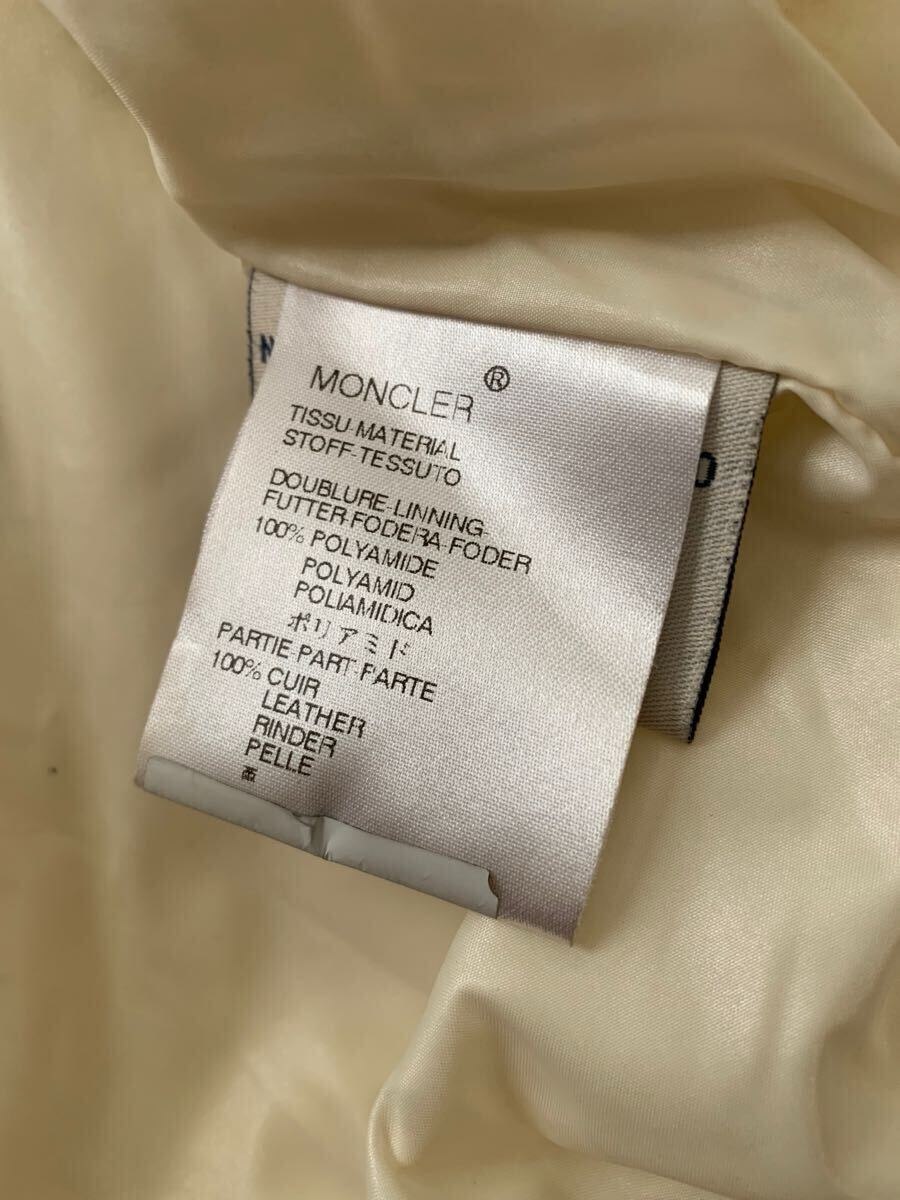 MONCLER ®
TISSU-MATERIAL
STOFF-TESSUTO
DOUBLURE-LINNING-
FUTTER-FODERA-FODER
100% POLYAMIDE
POLYAMID
POLIAMIDICA
ポリアミド
PARTIE-PART-PARTE
100% CUIR
LEATHER
RINDER
PELLE